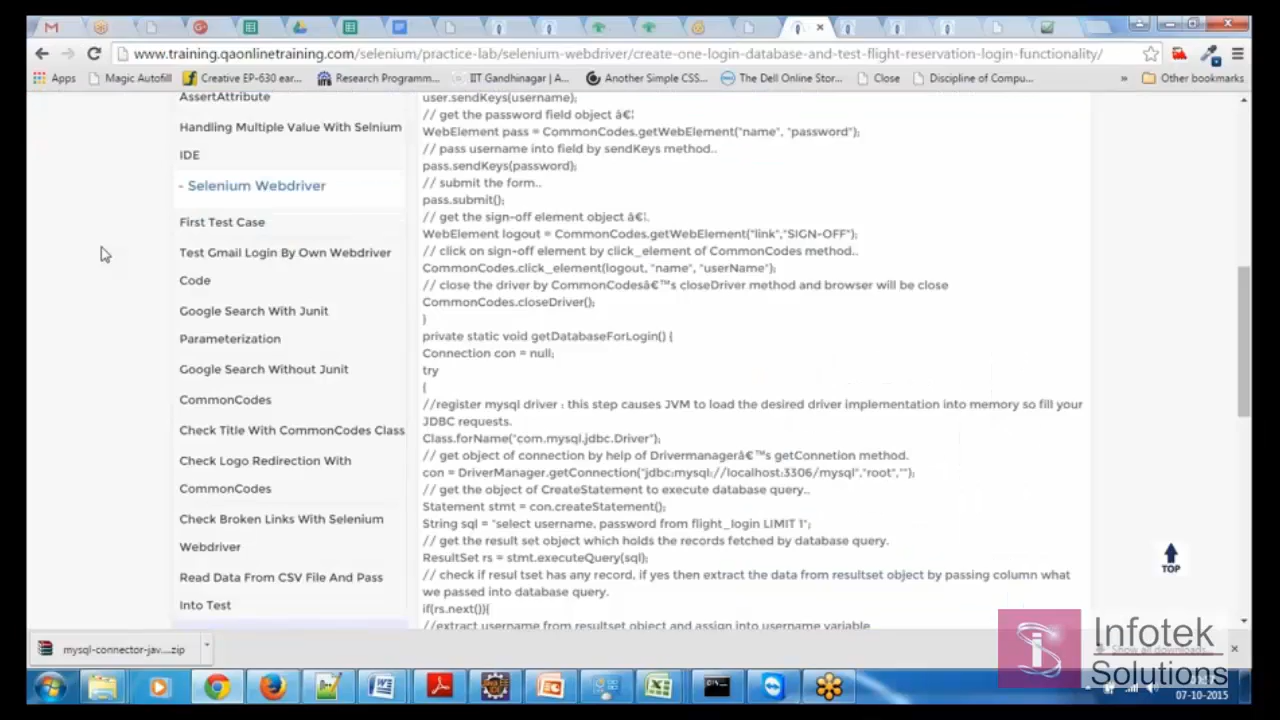 www.training.qaonlinetraining.com/selenium/practice-lab/selenium-webdriver/create-one-login-database-and-test-flight-reservation-login-functionality/
Apps
Magic Autofill
Creative EP-630 ear...
Research Programm...
IIT Gandhinagar | A...
Another Simple CSS...
The Dell Online Stor...
Close
Discipline of Compu...
»
Other bookmarks
AssertAttribute
Handling Multiple Value With Selnium
IDE
- Selenium Webdriver
First Test Case
Test Gmail Login By Own Webdriver
Code
Google Search With Junit
Parameterization
Google Search Without Junit
CommonCodes
Check Title With CommonCodes Class
Check Logo Redirection With
CommonCodes
Check Broken Links With Selenium
Webdriver
Read Data From CSV File And Pass
Into Test
user.sendKeys(username);
// get the password field object â€¦
WebElement pass = CommonCodes.getWebElement("name", "password");
// pass username into field by sendKeys method..
pass.sendKeys(password);
// submit the form..
pass.submit();
// get the sign-off element object â€¦.
WebElement logout = CommonCodes.getWebElement("link","SIGN-OFF");
// click on sign-off element by click_element of CommonCodes method..
CommonCodes.click_element(logout, "name", "userName");
// close the driver by CommonCodesâ€™s closeDriver method and browser will be close
CommonCodes.closeDriver();
}
private static void getDatabaseForLogin() {
Connection con = null;
try
{
//register mysql driver : this step causes JVM to load the desired driver implementation into memory so fill your
JDBC requests.
Class.forName("com.mysql.jdbc.Driver");
// get object of connection by help of Drivermanagerâ€™s getConnetion method.
con = DriverManager.getConnection("jdbc:mysql://localhost:3306/mysql","root","");
// get the object of CreateStatement to execute database query..
Statement stmt = con.createStatement();
String sql = "select username, password from flight_login LIMIT 1";
// get the result set object which holds the records fetched by database query.
ResultSet rs = stmt.executeQuery(sql);
// check if resul tset has any record, if yes then extract the data from resultset object by passing column what
we passed into database query.
if(rs.next()){
//extract username from resultset object and assign into username variable
TOP
mysql-connector-jav....zip
Show all downloads...
Infotek
Solutions
07-10-2015